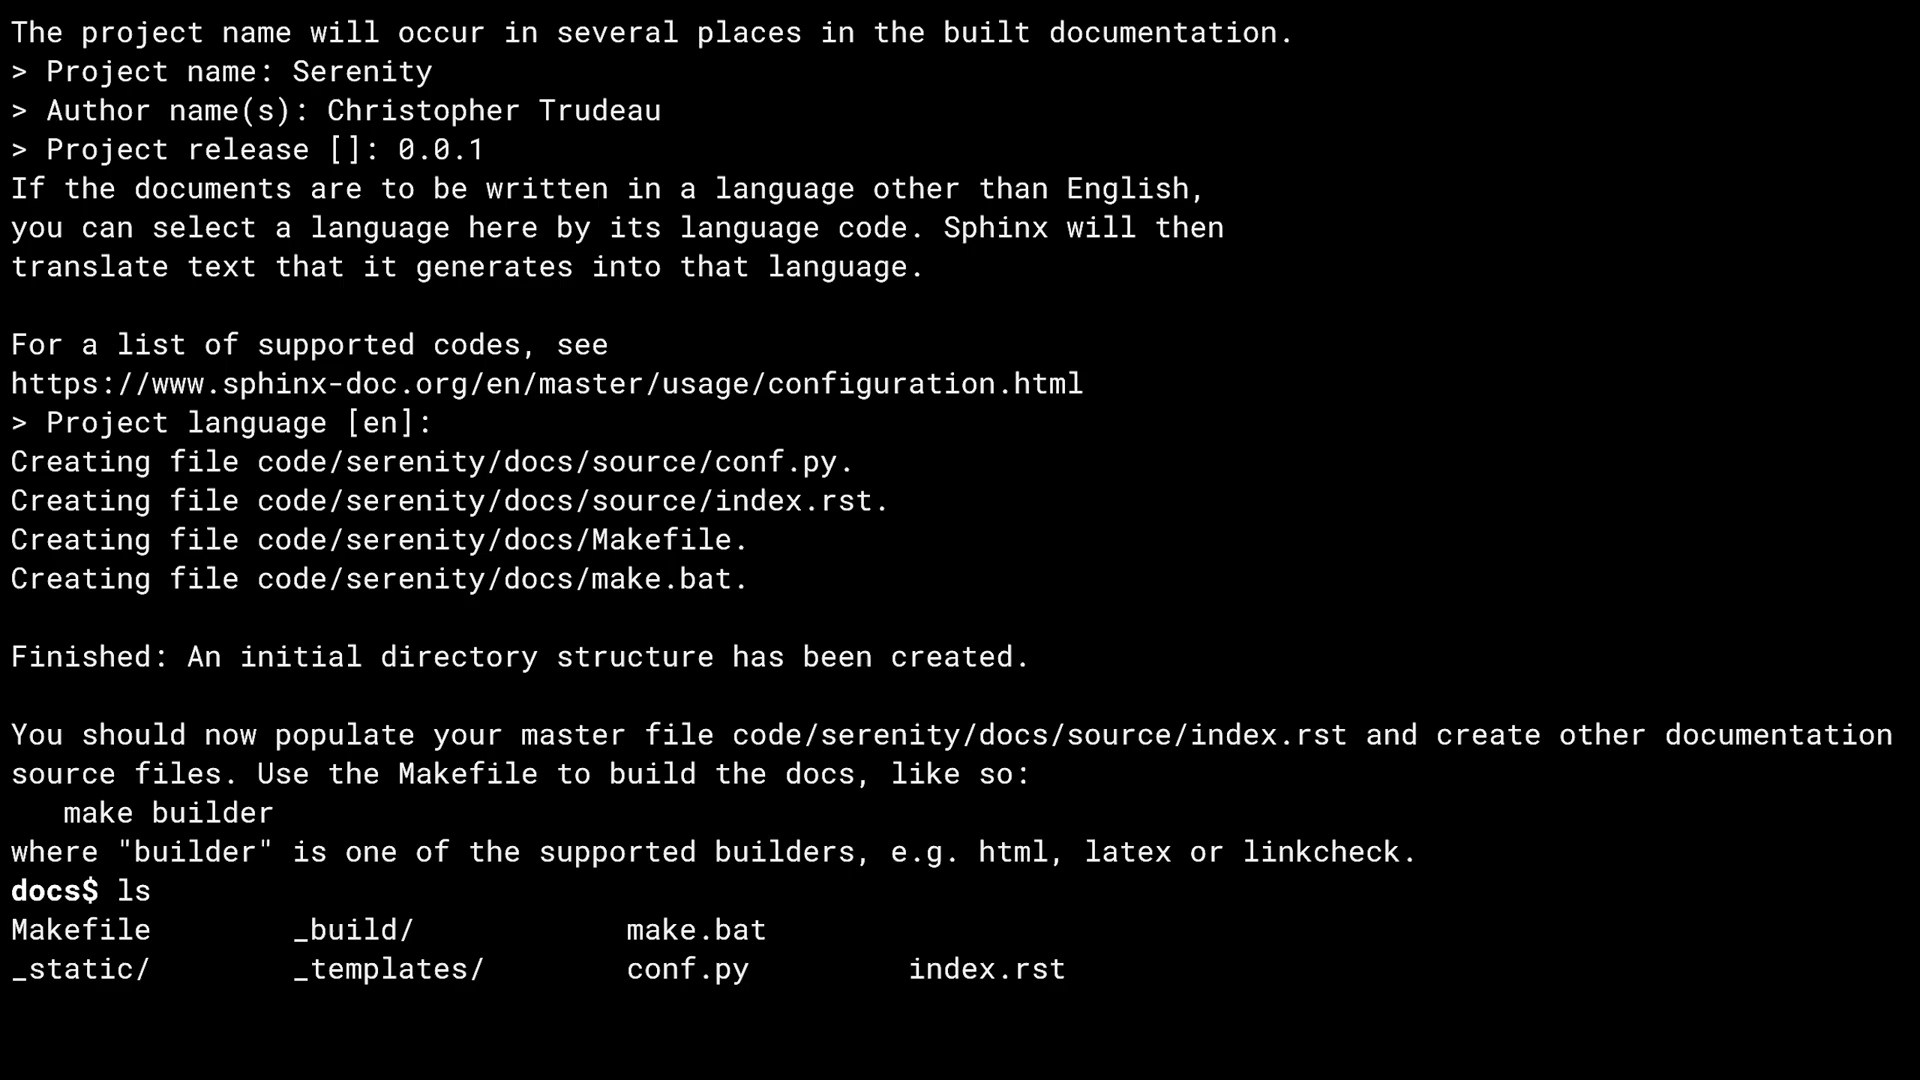 The project name will occur in several places in the built documentation.
> Project name: Serenity
> Author name(s): Christopher Trudeau
> Project release []: 0.0.1
If the documents are to be written in a language other than English,
you can select a language here by its language code. Sphinx will then
translate text that it generates into that language.

For a list of supported codes, see
https://www.sphinx-doc.org/en/master/usage/configuration.html
> Project language [en]:
Creating file code/serenity/docs/source/conf.py.
Creating file code/serenity/docs/source/index.rst.
Creating file code/serenity/docs/Makefile.
Creating file code/serenity/docs/make.bat.

Finished: An initial directory structure has been created.

You should now populate your master file code/serenity/docs/source/index.rst and create other documentation
source files. Use the Makefile to build the docs, like so:
   make builder
where "builder" is one of the supported builders, e.g. html, latex or linkcheck.
docs$ ls
Makefile        _build/            make.bat
_static/        _templates/        conf.py         index.rst